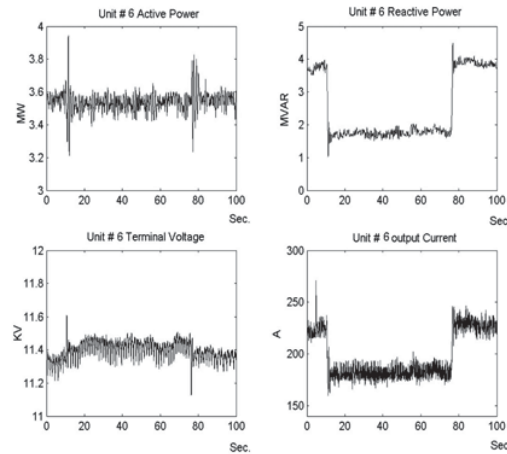 Unit # 6 Active Power
4
3.8
3.6
3.4
3.2
3
MW
0 20 40 60 80 100
Sec.
Unit # 6 Reactive Power
5
4
3
2
1
0
MVAR
0 20 40 60 80 100
Sec.
Unit # 6 Terminal Voltage
12
11.8
11.6
11.4
11.2
11
KV
0 20 40 60 80 100
Sec.
Unit # 6 output Current
300
250
200
150
A
0 20 40 60 80 100
Sec.